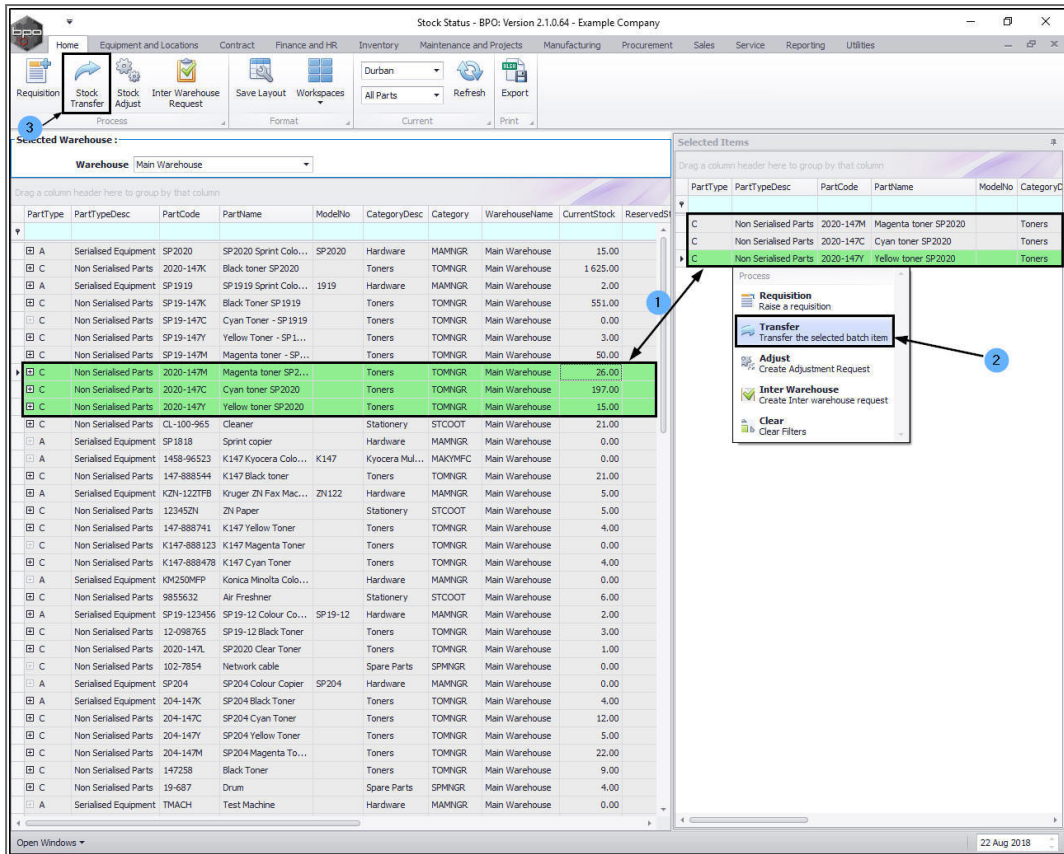 bpo
Stock Status - BPO: Version 2.1.0.64 - Example Company
Home Equipment and Locations Contract Finance and HR Inventory Maintenance and Projects Manufacturing Procurement Sales Service Reporting Utilities
Requisition
Stock Transfer
Stock Adjust
Inter Warehouse Request
Save Layout
Workspaces
Durban
All Parts
Refresh
Export
Process Format Current Print
3
Selected Warehouse :
Warehouse Main Warehouse
Drag a column header here to group by that column
PartType PartTypeDesc PartCode PartName ModelNo CategoryDesc Category WarehouseName CurrentStock ReservedSt
A Serialised Equipment SP2020 SP2020 Sprint Colo... SP2020 Hardware MAMNGR Main Warehouse 15.00
C Non Serialised Parts 2020-147K Black toner SP2020 Toners TOMNGR Main Warehouse 1 625.00
A Serialised Equipment SP1919 SP1919 Sprint Colo... 1919 Hardware MAMNGR Main Warehouse 2.00
C Non Serialised Parts SP19-147K Black Toner SP1919 Toners TOMNGR Main Warehouse 551.00
C Non Serialised Parts SP19-147C Cyan Toner - SP1919 Toners TOMNGR Main Warehouse 0.00
C Non Serialised Parts SP19-147Y Yellow Toner - SP1... Toners TOMNGR Main Warehouse 3.00
C Non Serialised Parts SP19-147M Magenta toner - SP... Toners TOMNGR Main Warehouse 50.00
C Non Serialised Parts 2020-147M Magenta toner SP2... Toners TOMNGR Main Warehouse 26.00
C Non Serialised Parts 2020-147C Cyan toner SP2020 Toners TOMNGR Main Warehouse 197.00
C Non Serialised Parts 2020-147Y Yellow toner SP2020 Toners TOMNGR Main Warehouse 15.00
C Non Serialised Parts CL-100-965 Cleaner Stationery STCOOT Main Warehouse 21.00
A Serialised Equipment SP1818 Sprint copier Hardware MAMNGR Main Warehouse 0.00
A Serialised Equipment 1458-96523 K147 Kyocera Colo... K147 Kyocera Mul... MAKYMFC Main Warehouse 0.00
C Non Serialised Parts 147-888544 K147 Black toner Toners TOMNGR Main Warehouse 21.00
A Serialised Equipment KZN-122TFB Kruger ZN Fax Mac... ZN122 Hardware MAMNGR Main Warehouse 5.00
C Non Serialised Parts 12345ZN ZN Paper Stationery STCOOT Main Warehouse 5.00
C Non Serialised Parts 147-888741 K147 Yellow Toner Toners TOMNGR Main Warehouse 4.00
C Non Serialised Parts K147-888123 K147 Magenta Toner Toners TOMNGR Main Warehouse 0.00
C Non Serialised Parts K147-888478 K147 Cyan Toner Toners TOMNGR Main Warehouse 4.00
A Serialised Equipment KM250MFP Konica Minolta Colo... Hardware MAMNGR Main Warehouse 0.00
C Non Serialised Parts 9855632 Air Freshner Stationery STCOOT Main Warehouse 6.00
A Serialised Equipment SP19-123456 SP19-12 Colour Co... SP19-12 Hardware MAMNGR Main Warehouse 2.00
C Non Serialised Parts 12-098765 SP19-12 Black Toner Toners TOMNGR Main Warehouse 3.00
C Non Serialised Parts 2020-147L SP2020 Clear Toner Toners TOMNGR Main Warehouse 1.00
C Non Serialised Parts 102-7854 Network cable Spare Parts SPMNGR Main Warehouse 0.00
A Serialised Equipment SP204 SP204 Colour Copier SP204 Hardware MAMNGR Main Warehouse 0.00
A Serialised Equipment 204-147K SP204 Black Toner Toners TOMNGR Main Warehouse 4.00
C Non Serialised Parts 204-147C SP204 Cyan Toner Toners TOMNGR Main Warehouse 12.00
C Non Serialised Parts 204-147Y SP204 Yellow Toner Toners TOMNGR Main Warehouse 5.00
C Non Serialised Parts 204-147M SP204 Magenta To... Toners TOMNGR Main Warehouse 22.00
C Non Serialised Parts 147258 Black Toner Toners TOMNGR Main Warehouse 9.00
C Non Serialised Parts 19-687 Drum Spare Parts SPMNGR Main Warehouse 4.00
A Serialised Equipment TMACH Test Machine Hardware MAMNGR Main Warehouse 0.00
Selected Items
Drag a column header here to group by that column
PartType PartTypeDesc PartCode PartName ModelNo CategoryD
C Non Serialised Parts 2020-147M Magenta toner SP2020 Toners
C Non Serialised Parts 2020-147C Cyan toner SP2020 Toners
C Non Serialised Parts 2020-147Y Yellow toner SP2020 Toners
1
Process
Requisition
Raise a requisition
Transfer
Transfer the selected batch item
2
Adjust
Create Adjustment Request
Inter Warehouse
Create Inter warehouse request
Clear
Clear Filters
Open Windows
22 Aug 2018